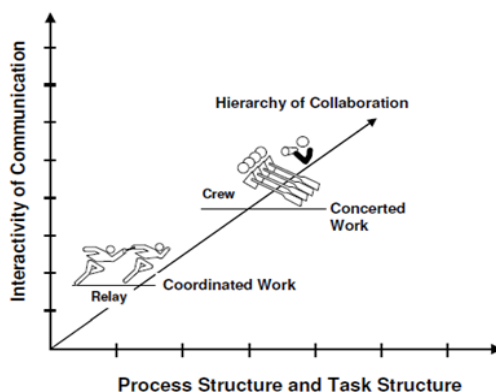 Interactivity of Communication
Hierarchy of Collaboration
Crew
Concerted
Work
Coordinated Work
Relay
Process Structure and Task Structure